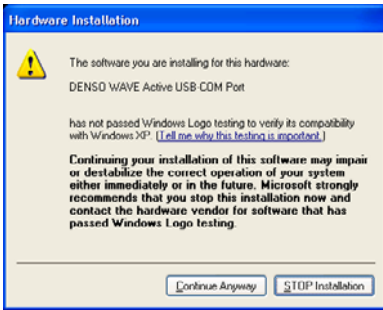 Hardware Installation
The software you are installing for this hardware:
DENSO WAVE Active USB-COM Port
has not passed Windows Logo testing to verify its compatibility
with Windows XP. (Tell me why this testing is important.)
Continuing your installation of this software may impair
or destabilize the correct operation of your system
either immediately or in the future. Microsoft strongly
recommends that you stop this installation now and
contact the hardware vendor for software that has
passed Windows Logo testing.
Continue Anyway
STOP Installation